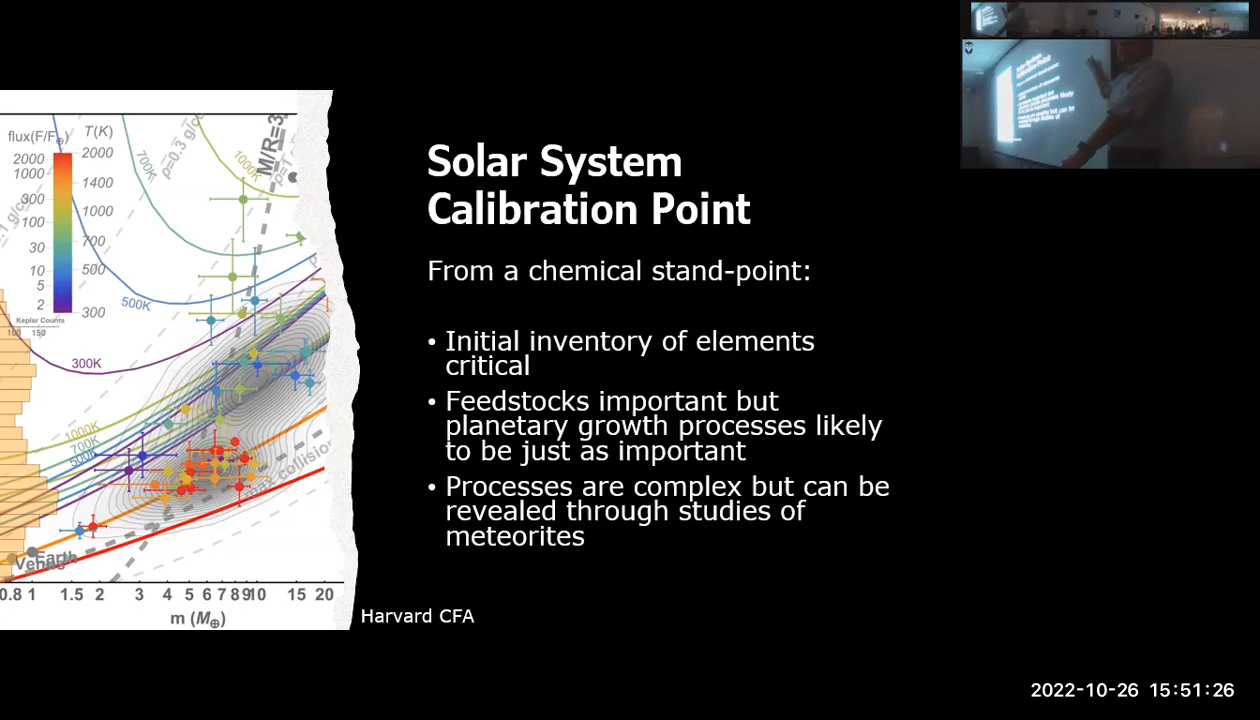 flux(F/F⊕)
T(K)
2000
2000
1000
1400
300
1000
100
700
30
10
500
5
2
300
Kepler Counts
100 150
700K
ρ=0.3 g/cc
1000K
M/R=3
500K
300K
1000K
700K
500K
max collision
Earth
Venus
0.8 1 1.5 2 3 4 5 6 7 8 9 10 15 20
m (M⊕)
Solar System
Calibration Point
From a chemical stand-point:
• Initial inventory of elements
critical
• Feedstocks important but
planetary growth processes likely
to be just as important
• Processes are complex but can be
revealed through studies of
meteorites
Harvard CFA
2022-10-26 15:51:26